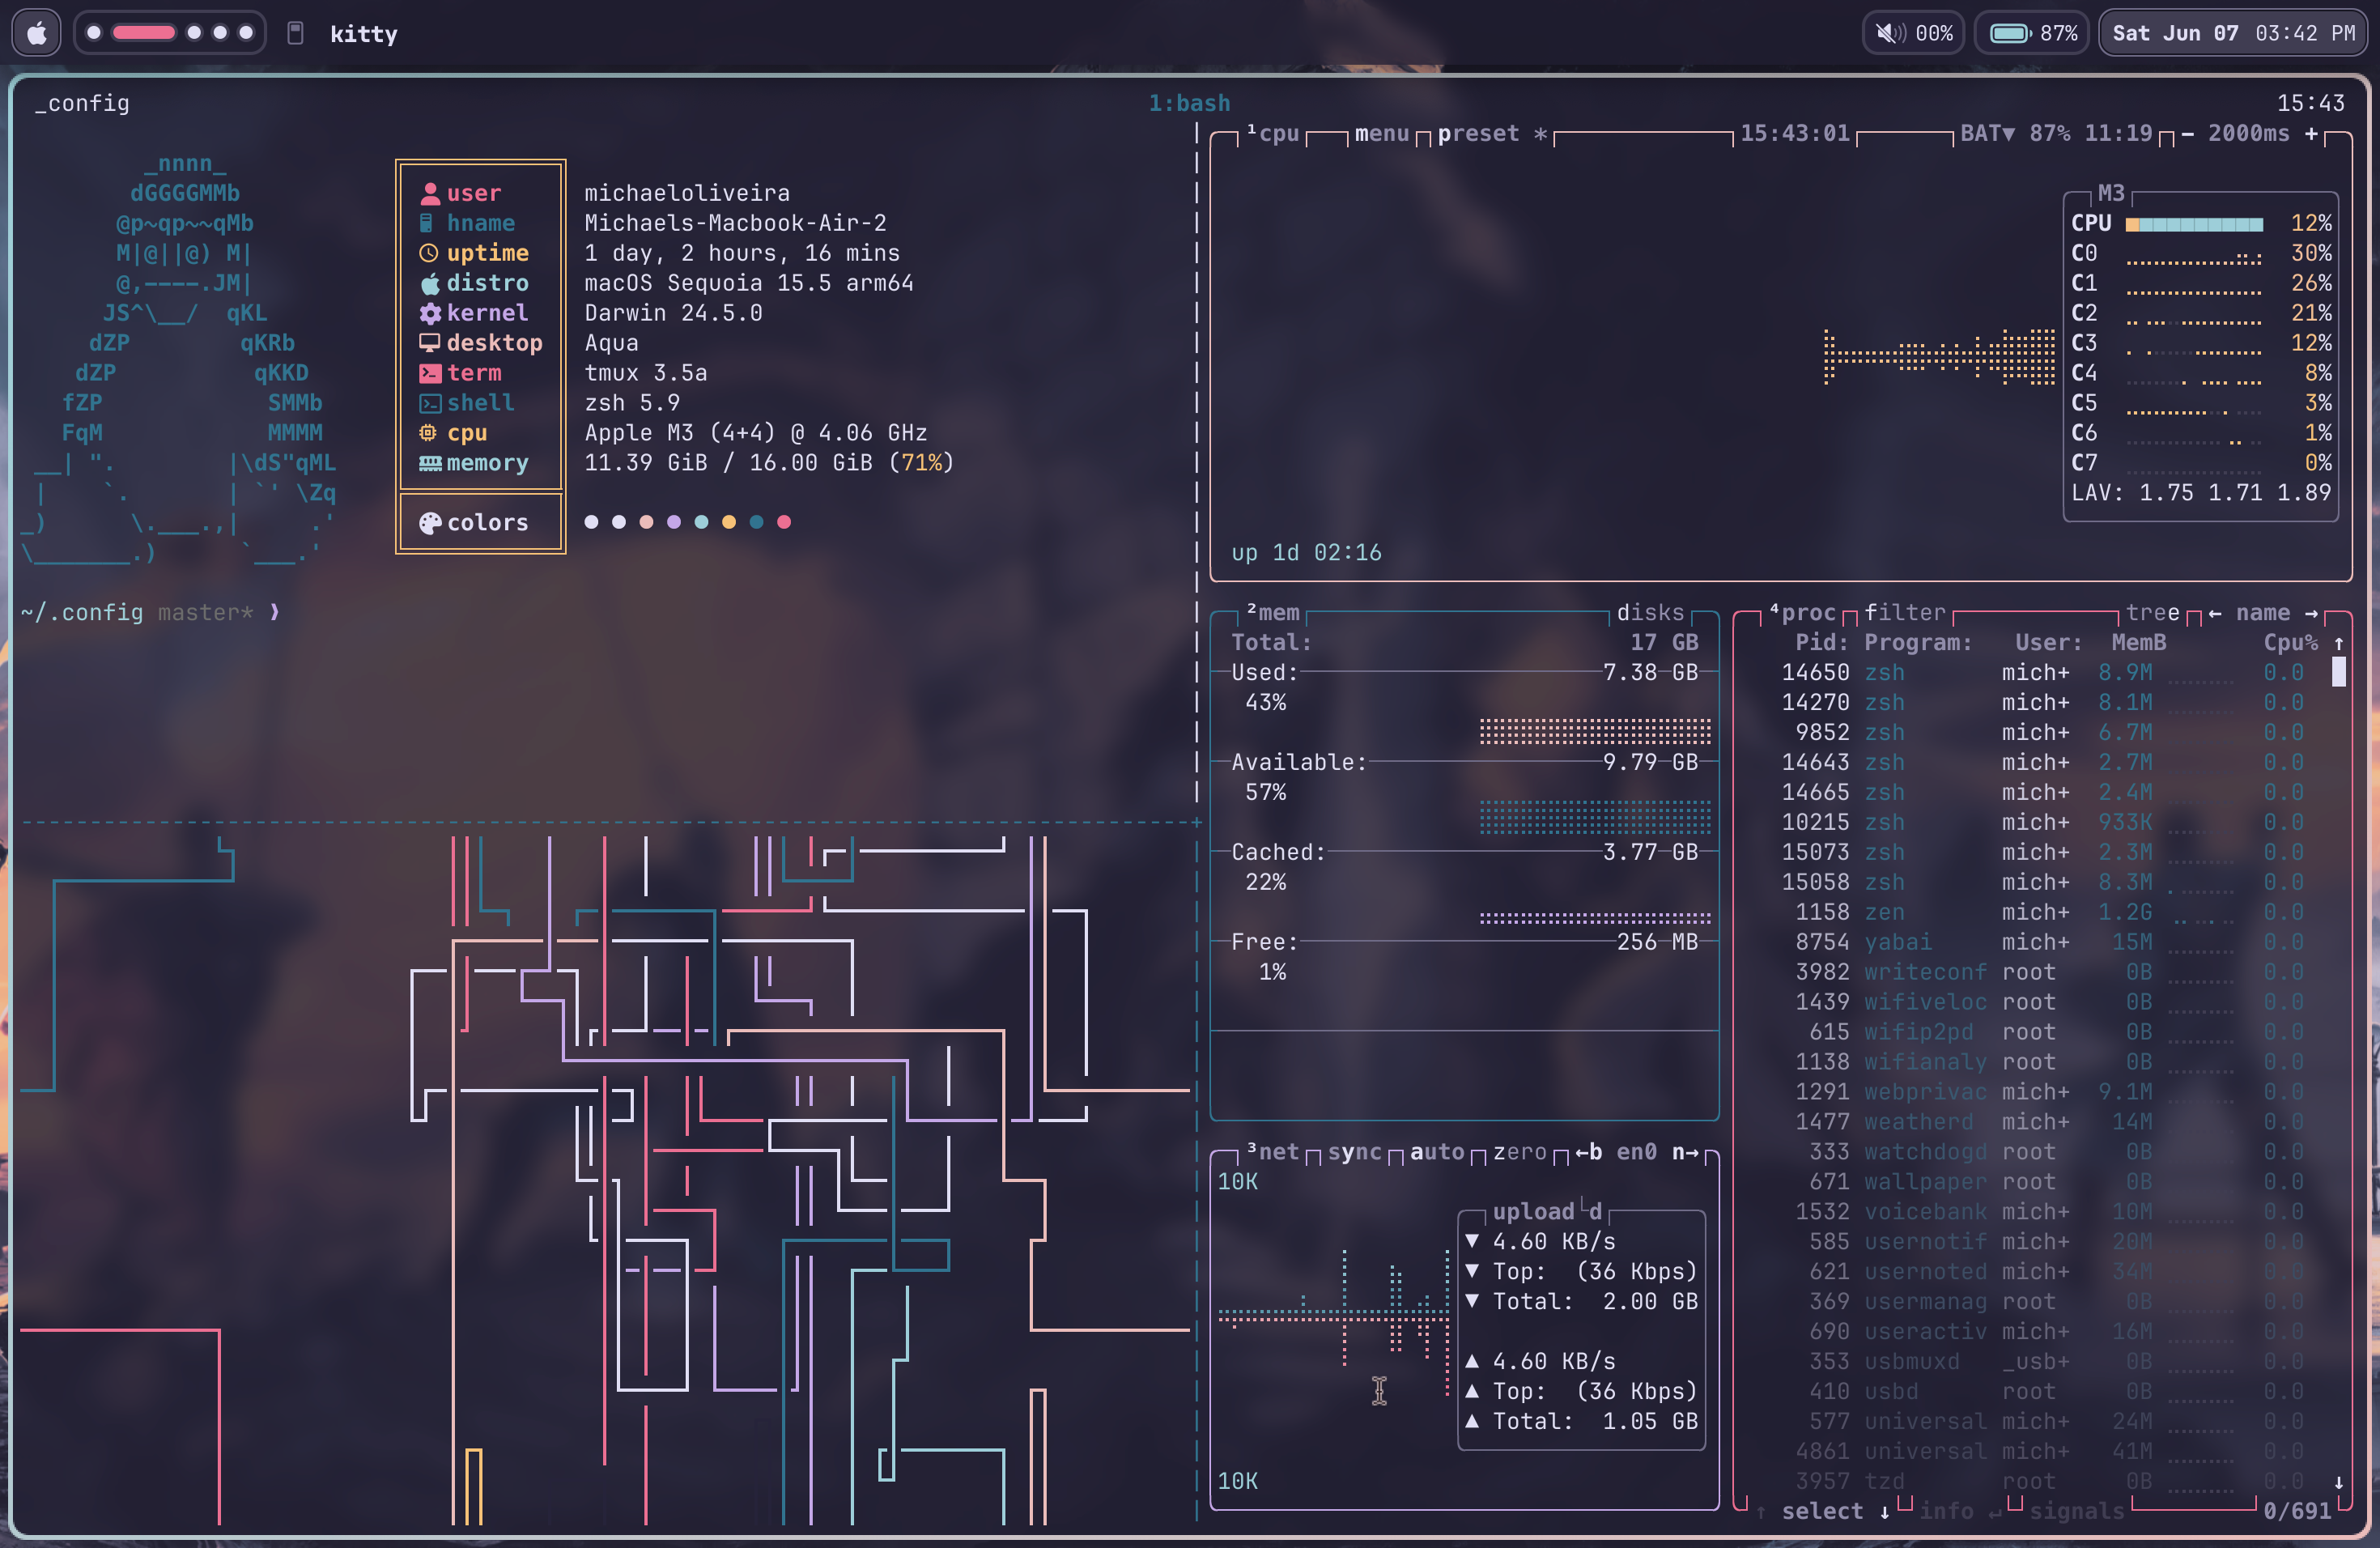 kitty
00%
87%
Sat Jun 07 03:42 PM
_config
1:bash
15:43
_nnnn_
dGGGGMMb
@p~qp~~qMb
M|@||@) M|
@,----.JM|
JS^\__/  qKL
dZP        qKRb
dZP          qKKD
fZP            SMMb
FqM            MMMM
__| ".        |\dS"qML
|    `.       | `' \Zq
_)      \.___.,|     .'
\_______.)      `___.'
user michaeloliveira
hname Michaels-Macbook-Air-2
uptime 1 day, 2 hours, 16 mins
distro macOS Sequoia 15.5 arm64
kernel Darwin 24.5.0
desktop Aqua
term tmux 3.5a
shell zsh 5.9
cpu Apple M3 (4+4) @ 4.06 GHz
memory 11.39 GiB / 16.00 GiB (71%)
colors
~/.config master* ❯
¹cpu menu preset * 15:43:01 BAT▼ 87% 11:19 - 2000ms +
M3
CPU 12%
C0 30%
C1 26%
C2 21%
C3 12%
C4 8%
C5 3%
C6 1%
C7 0%
LAV: 1.75 1.71 1.89
up 1d 02:16
²mem disks
Total: 17 GB
Used: 7.38 GB
43%
Available: 9.79 GB
57%
Cached: 3.77 GB
22%
Free: 256 MB
1%
³net sync auto zero ←b en0 n→
10K
upload d
▼ 4.60 KB/s
▼ Top: (36 Kbps)
▼ Total: 2.00 GB
▲ 4.60 KB/s
▲ Top: (36 Kbps)
▲ Total: 1.05 GB
10K
⁴proc filter tree ← name →
Pid: Program: User: MemB Cpu% ↑
14650 zsh mich+ 8.9M 0.0
14270 zsh mich+ 8.1M 0.0
9852 zsh mich+ 6.7M 0.0
14643 zsh mich+ 2.7M 0.0
14665 zsh mich+ 2.4M 0.0
10215 zsh mich+ 933K 0.0
15073 zsh mich+ 2.3M 0.0
15058 zsh mich+ 8.3M 0.0
1158 zen mich+ 1.2G 0.0
8754 yabai mich+ 15M 0.0
3982 writeconf root 0B 0.0
1439 wifiveloc root 0B 0.0
615 wifip2pd root 0B 0.0
1138 wifianaly root 0B 0.0
1291 webprivac mich+ 9.1M 0.0
1477 weatherd mich+ 14M 0.0
333 watchdogd root 0B 0.0
671 wallpaper root 0B 0.0
1532 voicebank mich+ 10M 0.0
585 usernotif mich+ 20M 0.0
621 usernoted mich+ 34M 0.0
369 usermanag root 0B 0.0
690 useractiv mich+ 16M 0.0
353 usbmuxd _usb+ 0B 0.0
410 usbd root 0B 0.0
577 universal mich+ 24M 0.0
4861 universal mich+ 41M 0.0
3957 tzd root 0B 0.0 ↓
↑ select ↓ info ↵ signals 0/691